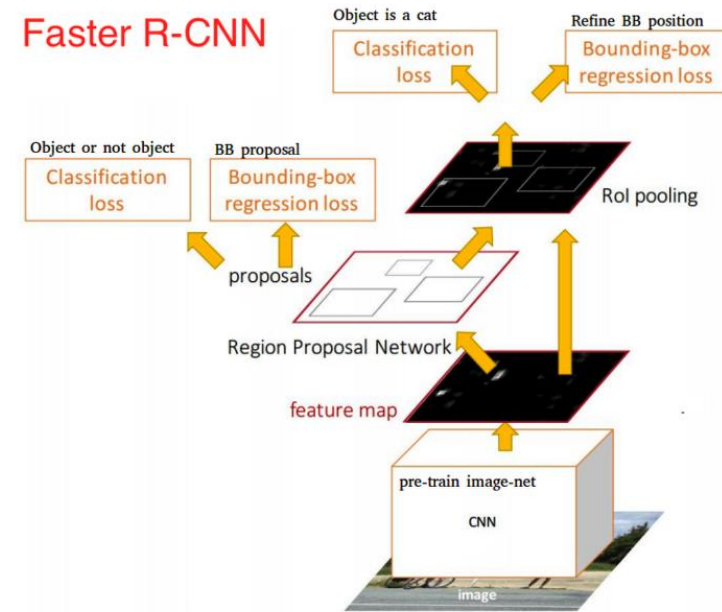 Faster R-CNN
Object is a cat
Refine BB position
Classification
loss
Bounding-box
regression loss
Object or not object
BB proposal
Classification
loss
Bounding-box
regression loss
RoI pooling
proposals
Region Proposal Network
feature map
pre-train image-net
CNN
image